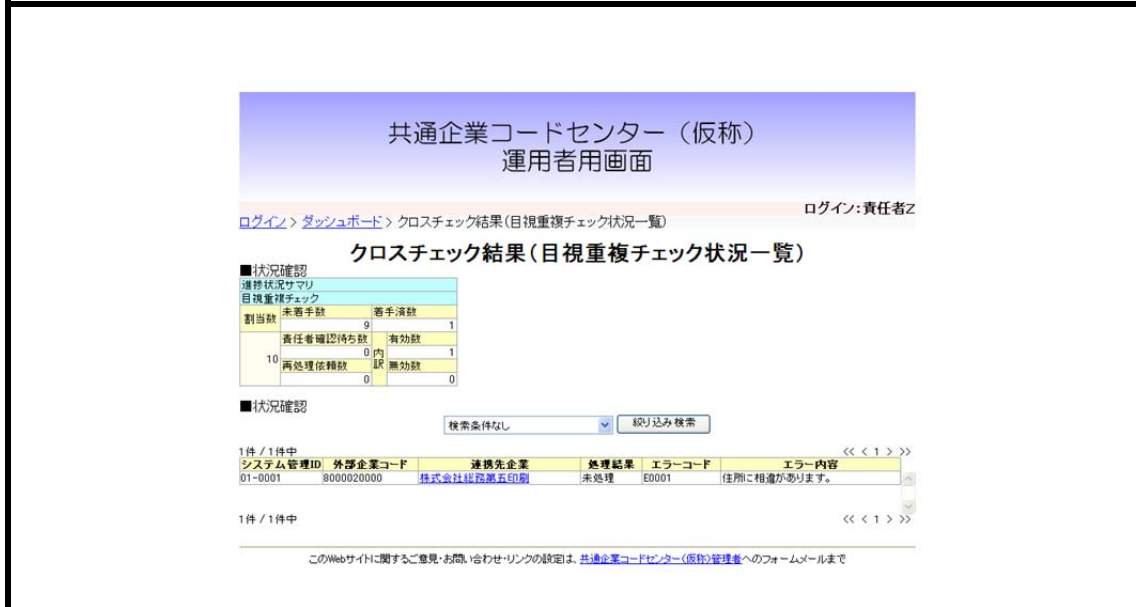 共通企業コードセンター（仮称）
運用者用画面
ログイン：責任者Z
ログイン > ダッシュボード > クロスチェック結果（目視重複チェック状況一覧）
クロスチェック結果（目視重複チェック状況一覧）
■状況確認
進捗状況サマリ
目視重複チェック
割当数 未着手数 着手済数
9 1
責任者確認待ち数 内訳 有効数
10 0 1
再処理依頼数 無効数
0 0
■状況確認
検索条件なし 絞り込み検索
1件 / 1件中 << < 1 > >>
システム管理ID 外部企業コード 連携先企業 処理結果 エラーコード エラー内容
01-0001 8000020000 株式会社総務第五印刷 未処理 E0001 住所に相違があります。
1件 / 1件中 << < 1 > >>
このWebサイトに関するご意見・お問い合わせ・リンクの設定は、共通企業コードセンター（仮称）管理者へのフォームメールまで